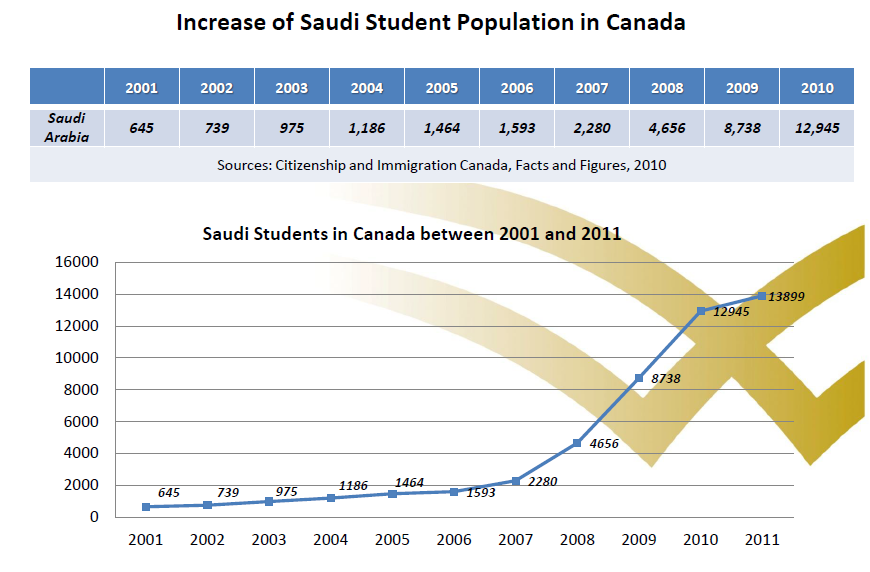 Increase of Saudi Student Population in Canada
2001 2002 2003 2004 2005 2006 2007 2008 2009 2010
Saudi
Arabia
645 739 975 1,186 1,464 1,593 2,280 4,656 8,738 12,945
Sources: Citizenship and Immigration Canada, Facts and Figures, 2010
Saudi Students in Canada between 2001 and 2011
16000
14000
12000
10000
8000
6000
4000
2000
0
645 739 975 1186 1464 1593 2280 4656 8738 12945 13899
2001 2002 2003 2004 2005 2006 2007 2008 2009 2010 2011